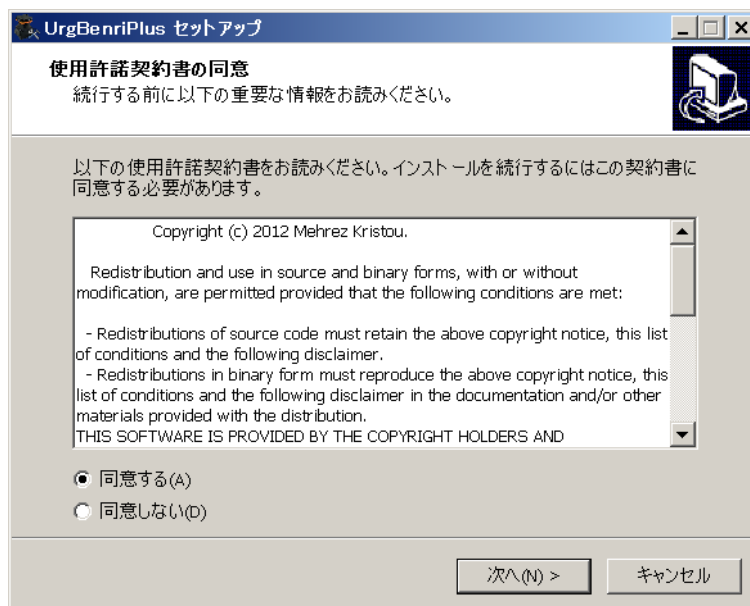 UrgBenriPlus セットアップ
使用許諾契約書の同意
続行する前に以下の重要な情報をお読みください。
以下の使用許諾契約書をお読みください。インストールを続行するにはこの契約書に
同意する必要があります。
Copyright (c) 2012 Mehrez Kristou.
Redistribution and use in source and binary forms, with or without
modification, are permitted provided that the following conditions are met:
- Redistributions of source code must retain the above copyright notice, this list
of conditions and the following disclaimer.
- Redistributions in binary form must reproduce the above copyright notice, this
list of conditions and the following disclaimer in the documentation and/or other
materials provided with the distribution.
THIS SOFTWARE IS PROVIDED BY THE COPYRIGHT HOLDERS AND
同意する(A)
同意しない(D)
次へ(N) >
キャンセル